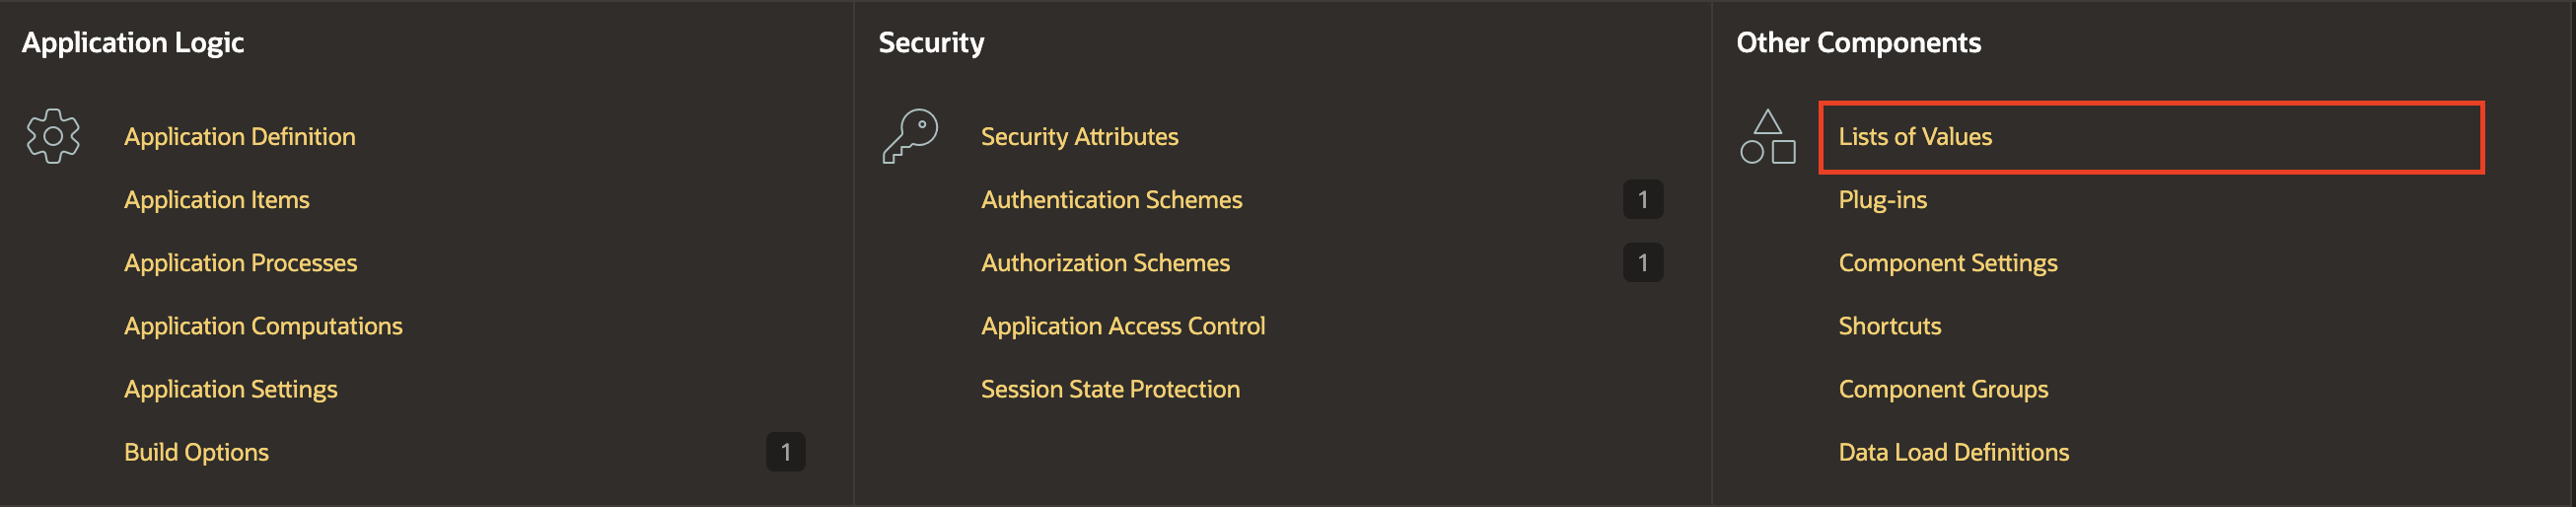 Application Logic
Application Definition
Application Items
Application Processes
Application Computations
Application Settings
Build Options 1
Security
Security Attributes
Authentication Schemes 1
Authorization Schemes 1
Application Access Control
Session State Protection
Other Components
Lists of Values
Plug-ins
Component Settings
Shortcuts
Component Groups
Data Load Definitions